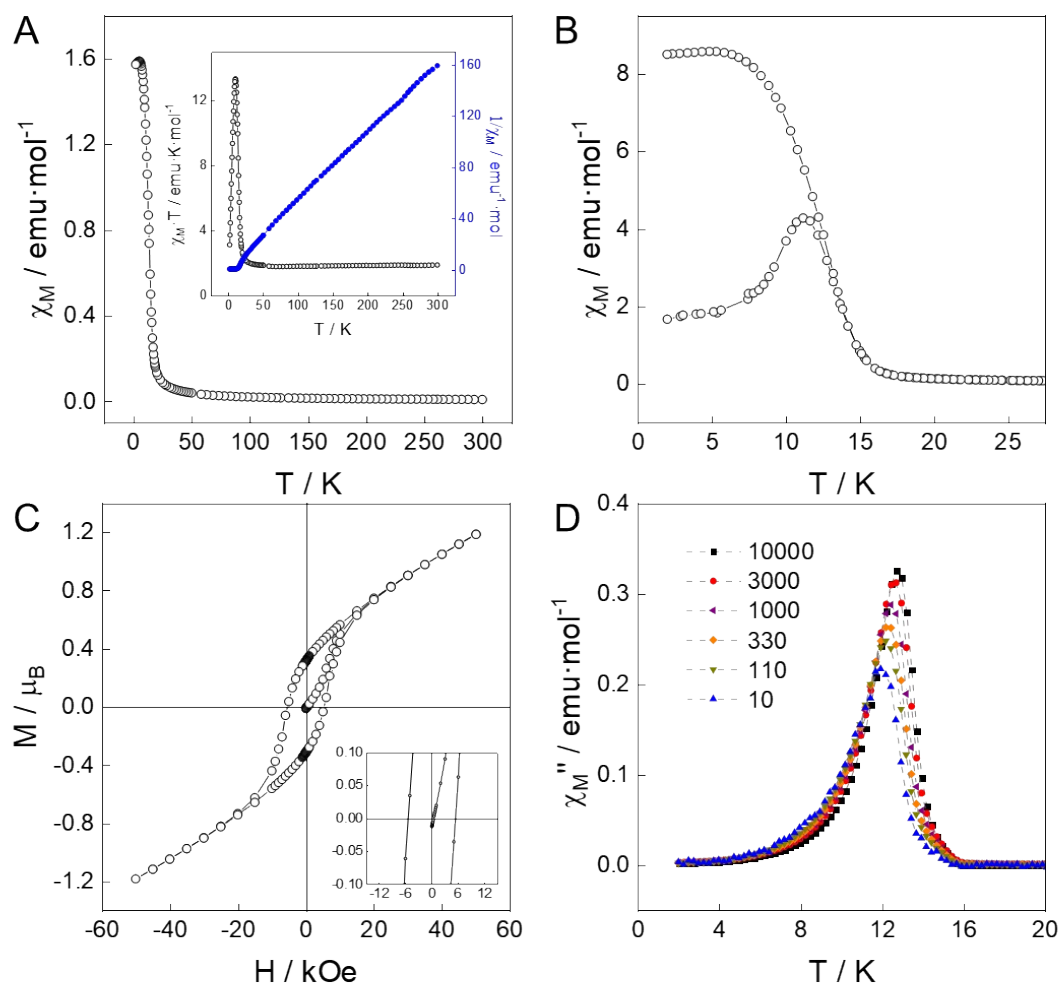 A
χM / emu·mol-1
1.6
1.2
0.8
0.4
0.0
0 50 100 150 200 250 300
T / K
χM·T / emu·K·mol-1
12
8
4
0
160
120
80
40
0
1/χM / emu-1·mol
0 50 100 150 200 250 300
T / K
B
χM / emu·mol-1
8
6
4
2
0
0 5 10 15 20 25
T / K
C
M / μB
1.2
0.8
0.4
0.0
-0.4
-0.8
-1.2
-60 -40 -20 0 20 40 60
H / kOe
0.10
0.05
0.00
-0.05
-0.10
-12 -6 0 6 12
D
χM'' / emu·mol-1
0.4
0.3
0.2
0.1
0.0
10000
3000
1000
330
110
10
0 4 8 12 16 20
T / K